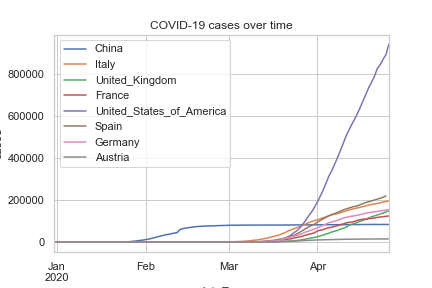 COVID-19 cases over time
China
Italy
United_Kingdom
France
United_States_of_America
Spain
Germany
Austria
800000
600000
400000
200000
0
Jan
2020
Feb
Mar
Apr